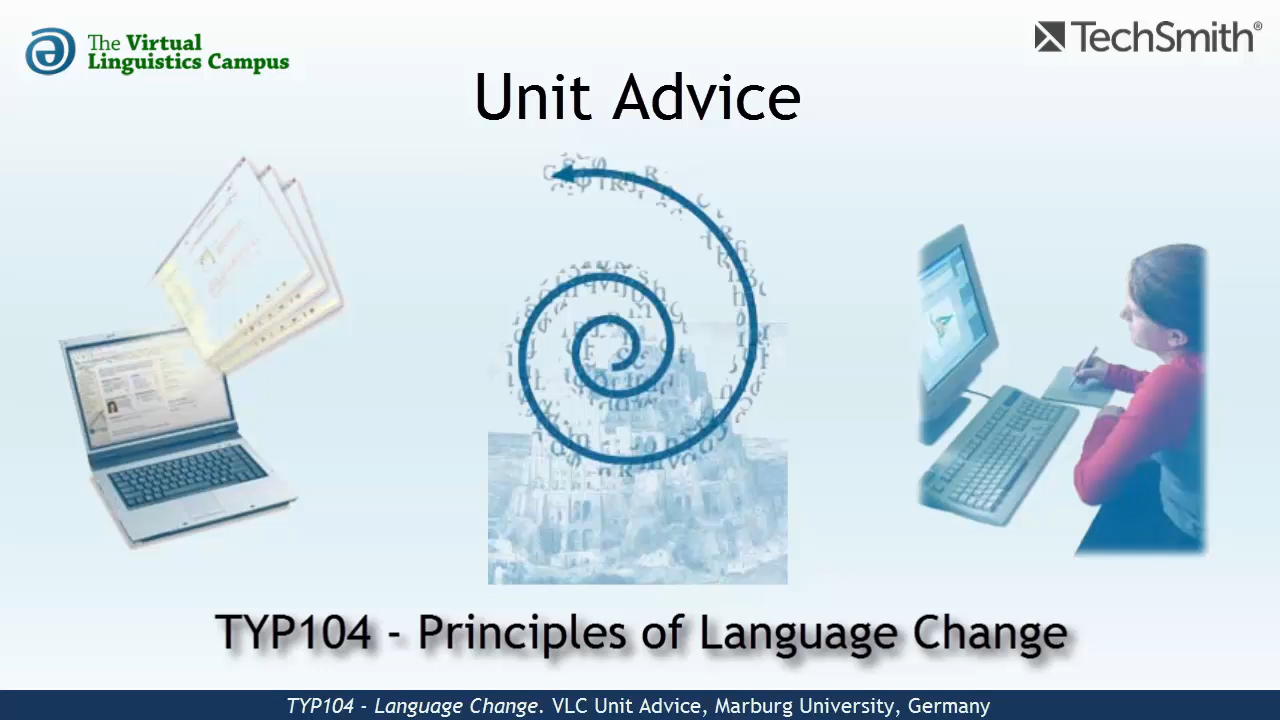 The Virtual
Linguistics Campus
TechSmith®
Unit Advice
TYP104 - Principles of Language Change
TYP104 - Language Change. VLC Unit Advice, Marburg University, Germany